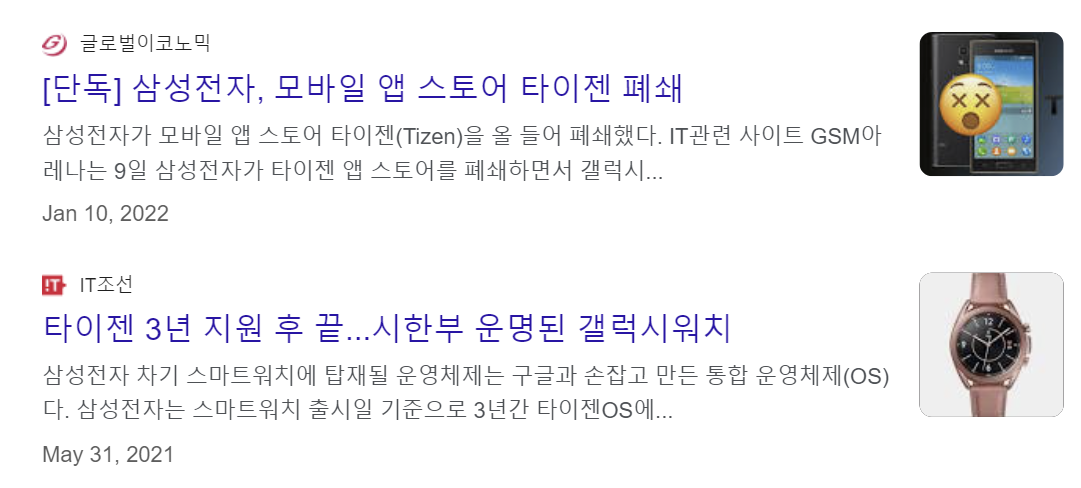 글로벌이코노믹
[단독] 삼성전자, 모바일 앱 스토어 타이젠 폐쇄
삼성전자가 모바일 앱 스토어 타이젠(Tizen)을 올 들어 폐쇄했다. IT관련 사이트 GSM아
레나는 9일 삼성전자가 타이젠 앱 스토어를 폐쇄하면서 갤럭시...
Jan 10, 2022
IT조선
타이젠 3년 지원 후 끝...시한부 운명된 갤럭시워치
삼성전자 차기 스마트워치에 탑재될 운영체제는 구글과 손잡고 만든 통합 운영체제(OS)
다. 삼성전자는 스마트워치 출시일 기준으로 3년간 타이젠OS에...
May 31, 2021